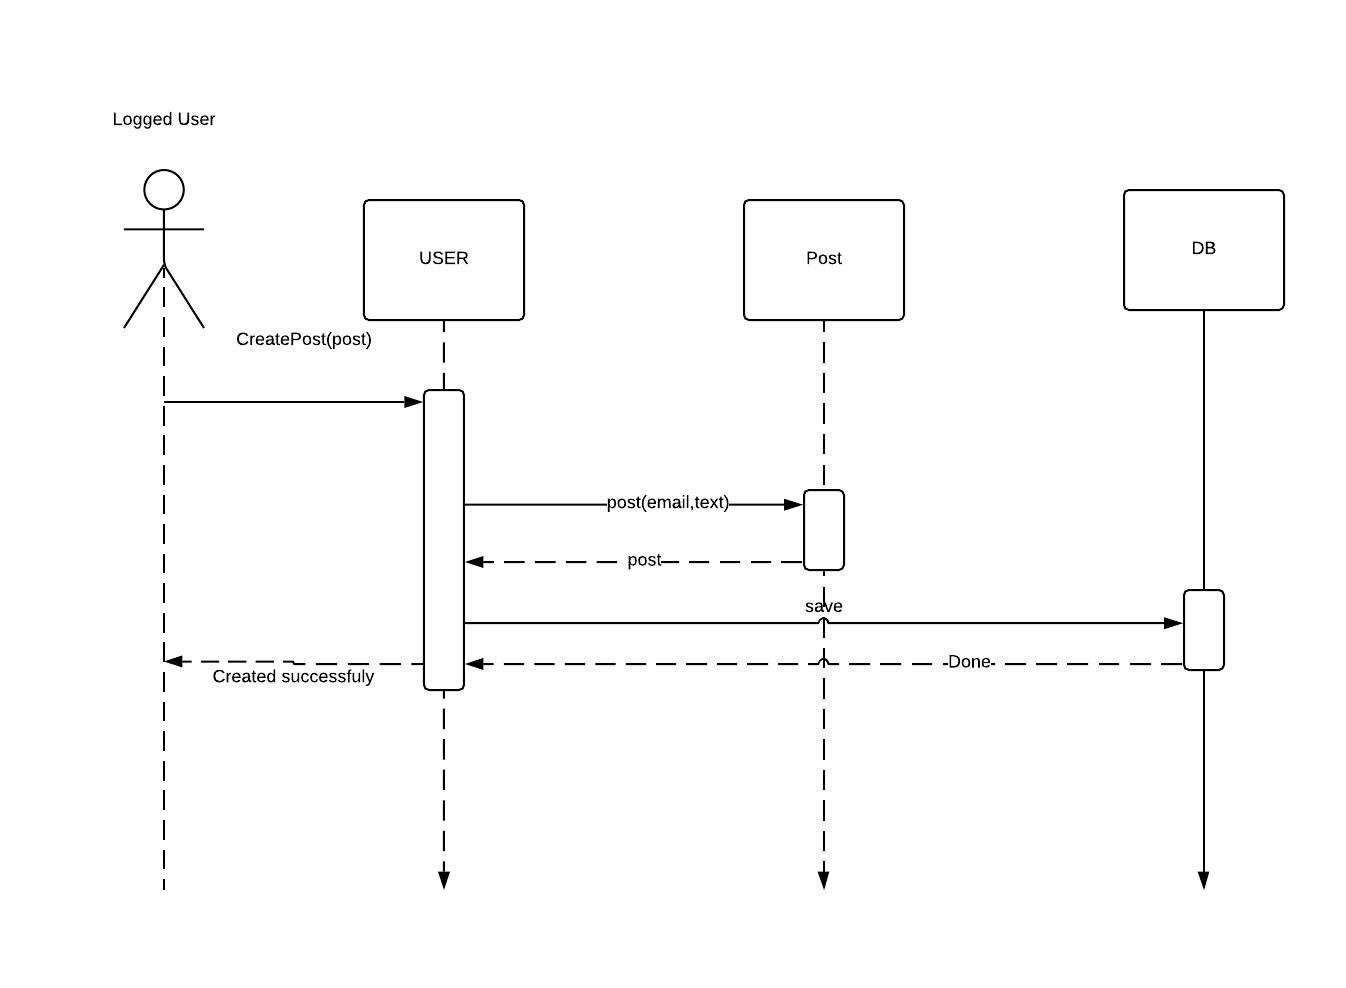 Logged User
USER
Post
DB
CreatePost(post)
post(email,text)
post
save
Done
Created successfuly